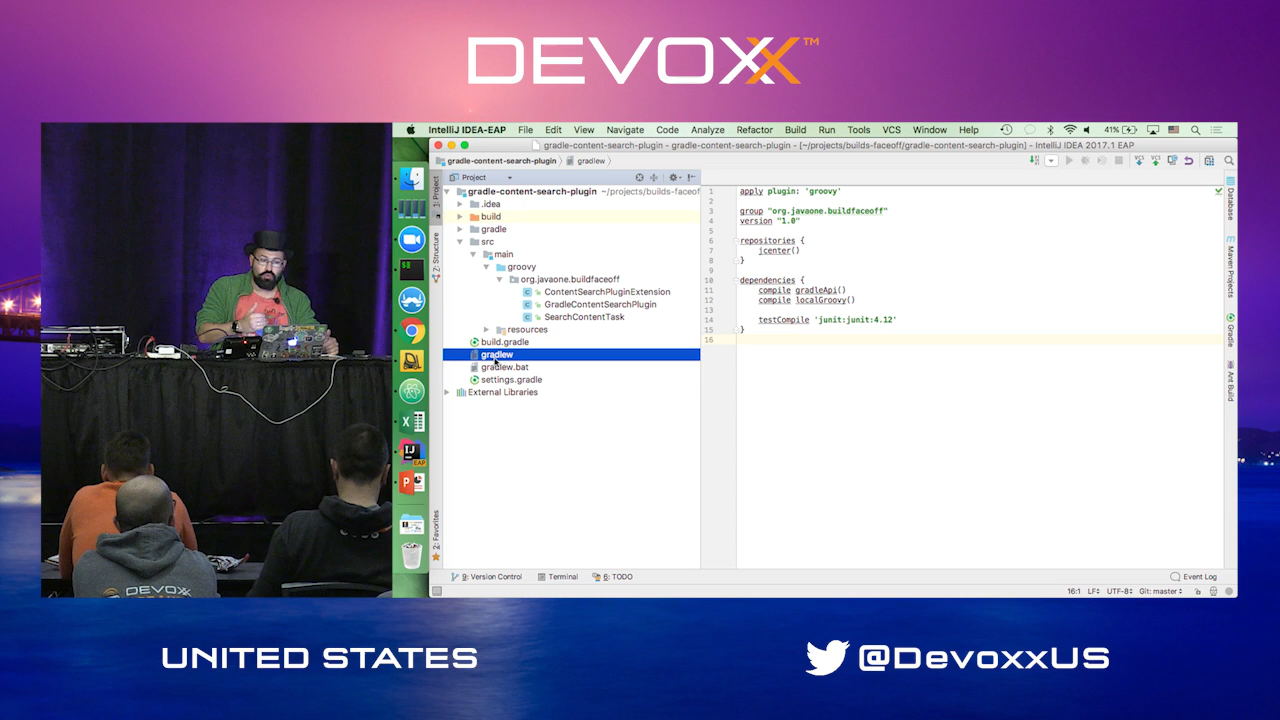 DEVOXX™
IntelliJ IDEA-EAP File Edit View Navigate Code Analyze Refactor Build Run Tools VCS Window Help 41%
gradle-content-search-plugin - gradle-content-search-plugin - [~/projects/builds-faceoff/gradle-content-search-plugin] - IntelliJ IDEA 2017.1 EAP
gradle-content-search-plugin gradlew
Project
gradle-content-search-plugin ~/projects/builds-faceof
.idea
build
gradle
src
main
groovy
org.javaone.buildfaceoff
ContentSearchPluginExtension
GradleContentSearchPlugin
SearchContentTask
resources
build.gradle
gradlew
gradlew.bat
settings.gradle
External Libraries
1: Project
Z: Structure
2: Favorites
1 apply plugin: 'groovy'
2
3 group "org.javaone.buildfaceoff"
4 version "1.0"
5
6 repositories {
7 jcenter()
8 }
9
10 dependencies {
11 compile gradleApi()
12 compile localGroovy()
13
14 testCompile 'junit:junit:4.12'
15 }
16
Database
Maven Projects
Gradle
Ant Build
9: Version Control Terminal 6: TODO Event Log
16:1 LF UTF-8 Git: master
DEVOXX
UNITED STATES
@DevoxxUS